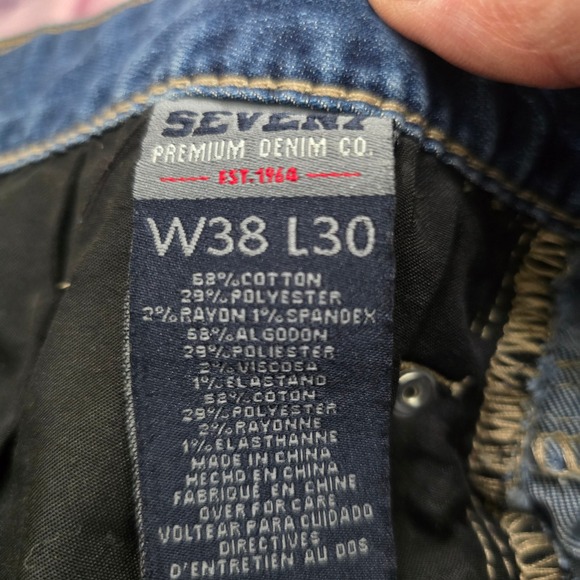 SEVEN7
PREMIUM DENIM CO.
EST.1964
W38 L30
68%COTTON
29%POLYESTER
2%RAYON 1%SPANDEX
68%ALGODON
29%POLIESTER
2%VISCOSA
1%ELASTANO
68%COTON
29%POLYESTER
2%RAYONNE
1%ELASTHANNE
MADE IN CHINA
HECHO EN CHINA
FABRIQUÉ EN CHINE
OVER FOR CARE
VOLTEAR PARA CUIDADO
DIRECTIVES
D'ENTRETIEN AU DOS